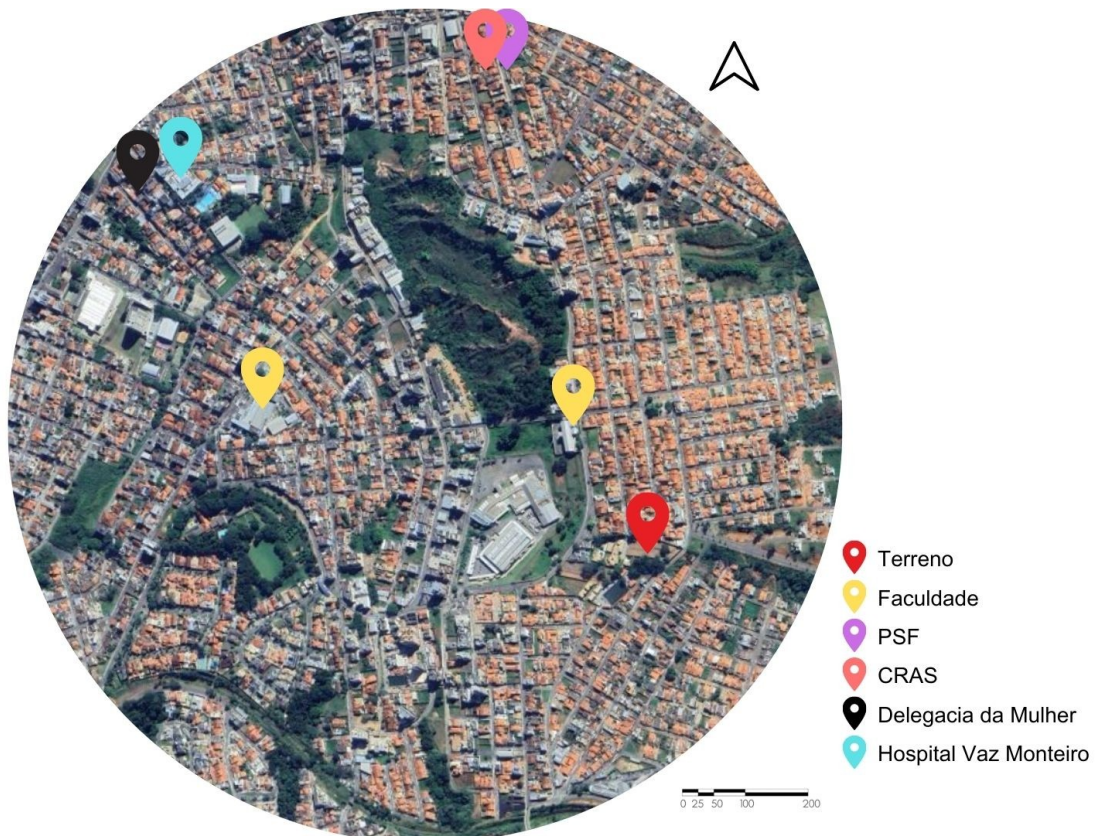 Terreno
Faculdade
PSF
CRAS
Delegacia da Mulher
Hospital Vaz Monteiro
0 25 50 100 200